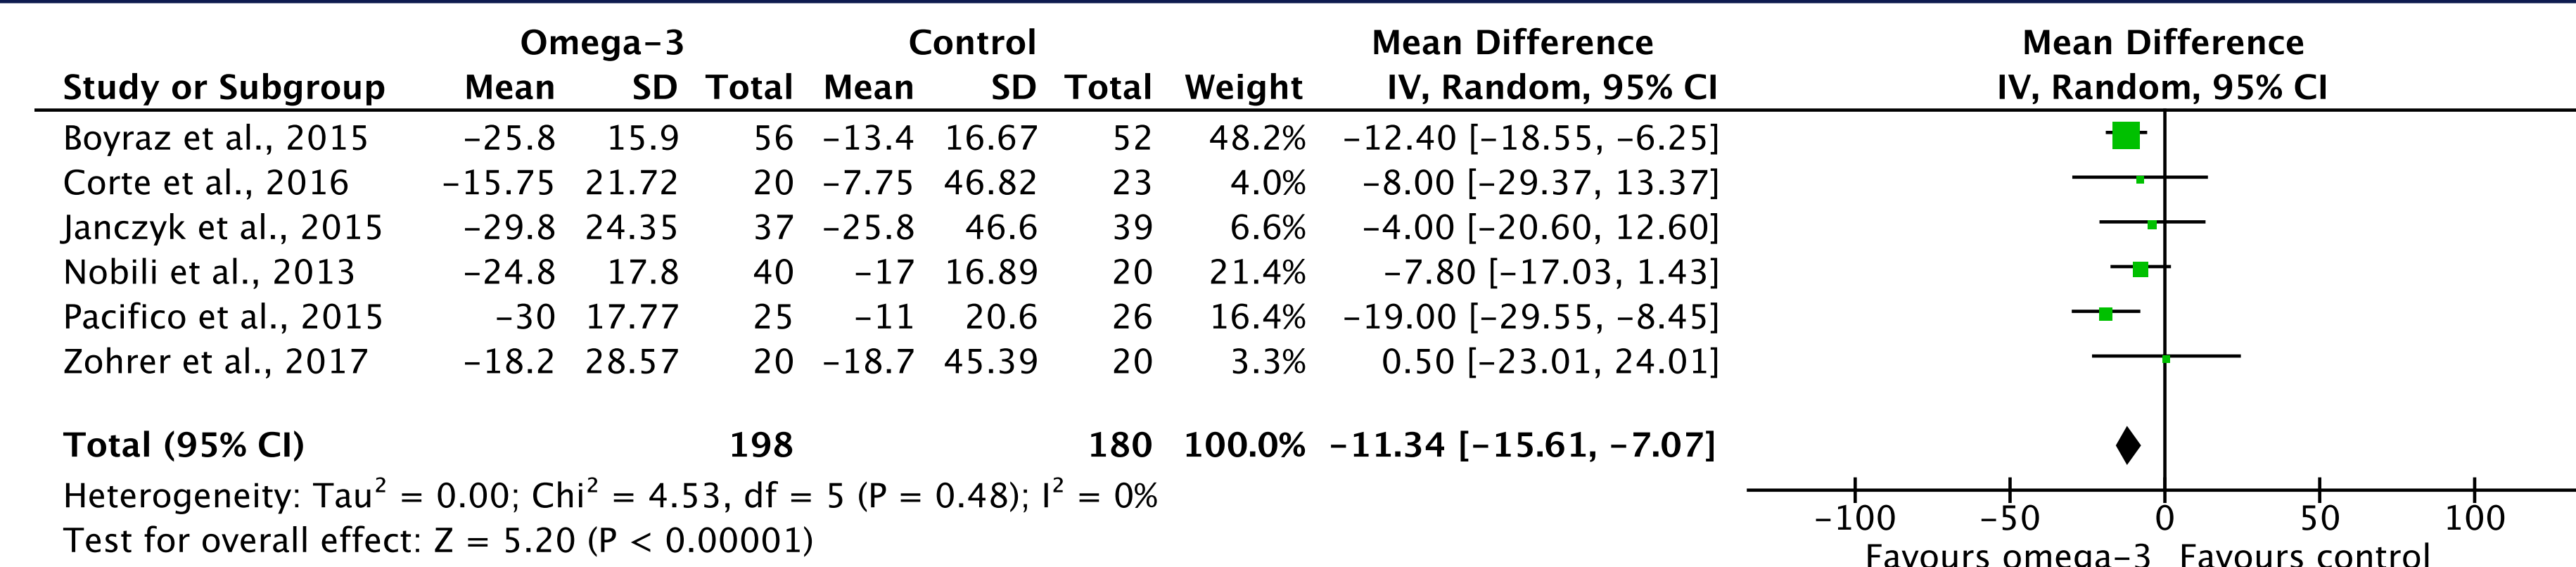 Omega−3 Control Mean Difference Mean Difference
Study or Subgroup Mean SD Total Mean SD Total Weight IV, Random, 95% CI IV, Random, 95% CI
Boyraz et al., 2015 −25.8 15.9 56 −13.4 16.67 52 48.2% −12.40 [−18.55, −6.25]
Corte et al., 2016 −15.75 21.72 20 −7.75 46.82 23 4.0% −8.00 [−29.37, 13.37]
Janczyk et al., 2015 −29.8 24.35 37 −25.8 46.6 39 6.6% −4.00 [−20.60, 12.60]
Nobili et al., 2013 −24.8 17.8 40 −17 16.89 20 21.4% −7.80 [−17.03, 1.43]
Pacifico et al., 2015 −30 17.77 25 −11 20.6 26 16.4% −19.00 [−29.55, −8.45]
Zohrer et al., 2017 −18.2 28.57 20 −18.7 45.39 20 3.3% 0.50 [−23.01, 24.01]
Total (95% CI) 198 180 100.0% −11.34 [−15.61, −7.07]
Heterogeneity: Tau² = 0.00; Chi² = 4.53, df = 5 (P = 0.48); I² = 0%
Test for overall effect: Z = 5.20 (P < 0.00001)
−100 −50 0 50 100
Favours omega−3 Favours control